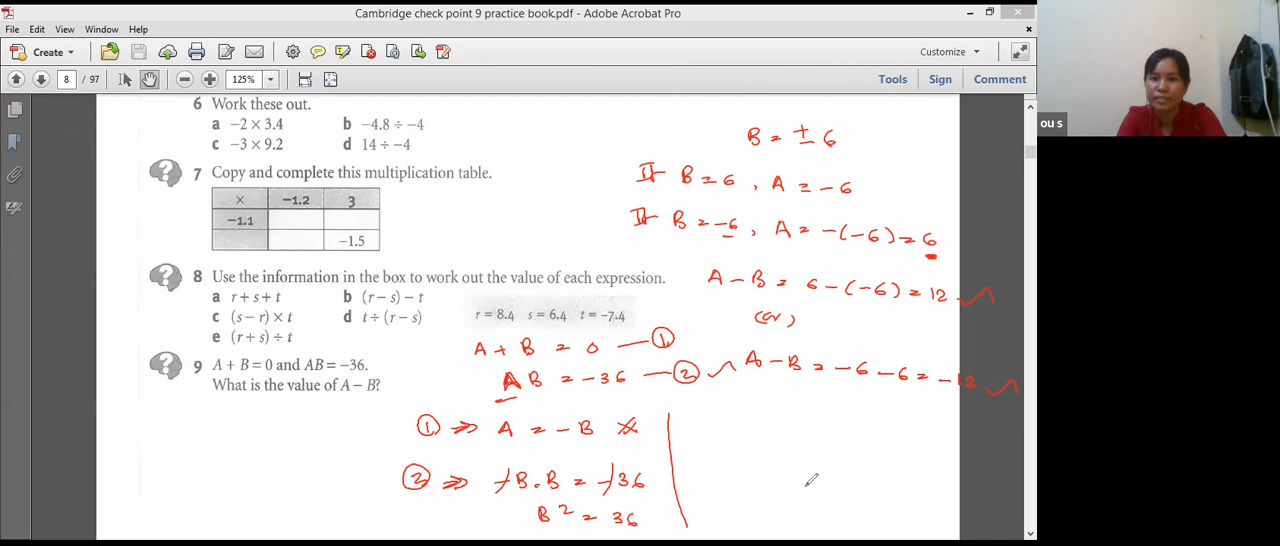 Cambridge check point 9 practice book.pdf - Adobe Acrobat Pro
File Edit View Window Help
Create
Customize
8 / 97
125%
Tools Sign Comment
ou s
6 Work these out.
a −2 × 3.4 b −4.8 ÷ −4
c −3 × 9.2 d 14 ÷ −4
7 Copy and complete this multiplication table.
× −1.2 3
−1.1
−1.5
8 Use the information in the box to work out the value of each expression.
a r + s + t b (r − s) − t
c (s − r) × t d t ÷ (r − s)
e (r + s) ÷ t
r = 8.4 s = 6.4 t = −7.4
9 A + B = 0 and AB = −36.
What is the value of A − B?
A + B = 0 — ①
AB = −36 — ②
① ⇒ A = −B
② ⇒ −B . B = −36
B² = 36
B = ± 6
If B = 6 , A = −6
If B = −6 , A = −(−6) = 6
A − B = 6 − (−6) = 12
(or)
A − B = −6 − 6 = −12